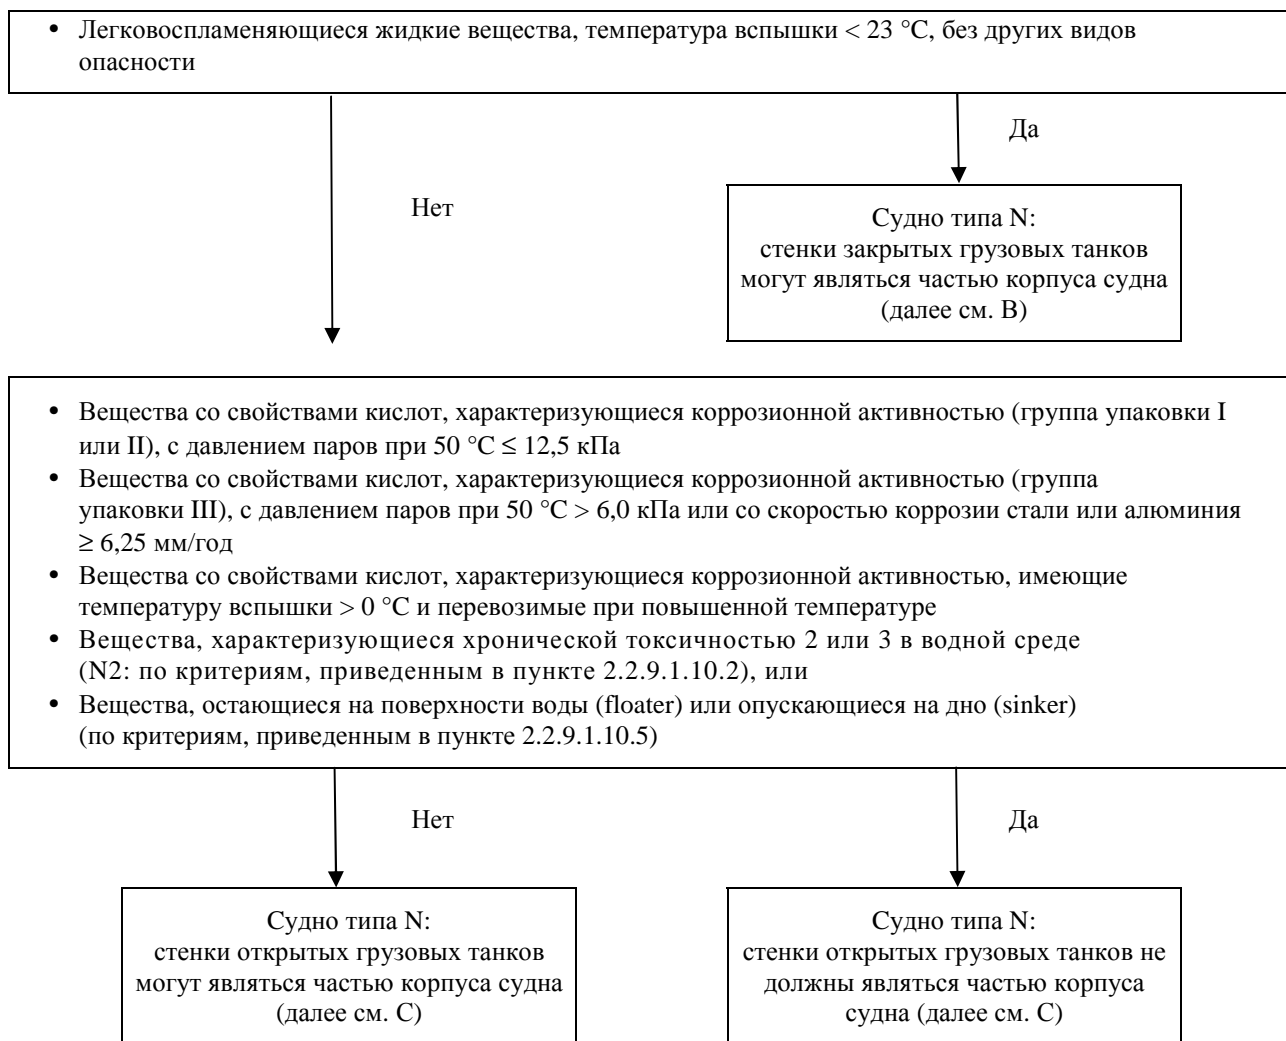 • Легковоспламеняющиеся жидкие вещества, температура вспышки < 23 °C, без других видов
опасности
Да
Нет
Судно типа N:
стенки закрытых грузовых танков
могут являться частью корпуса судна
(далее см. B)
• Вещества со свойствами кислот, характеризующиеся коррозионной активностью (группа упаковки I
или II), с давлением паров при 50 °C ≤ 12,5 кПа
• Вещества со свойствами кислот, характеризующиеся коррозионной активностью (группа
упаковки III), с давлением паров при 50 °C > 6,0 кПа или со скоростью коррозии стали или алюминия
≥ 6,25 мм/год
• Вещества со свойствами кислот, характеризующиеся коррозионной активностью, имеющие
температуру вспышки > 0 °C и перевозимые при повышенной температуре
• Вещества, характеризующиеся хронической токсичностью 2 или 3 в водной среде
(N2: по критериям, приведенным в пункте 2.2.9.1.10.2), или
• Вещества, остающиеся на поверхности воды (floater) или опускающиеся на дно (sinker)
(по критериям, приведенным в пункте 2.2.9.1.10.5)
Нет
Да
Судно типа N:
стенки открытых грузовых танков
могут являться частью корпуса судна
(далее см. C)
Судно типа N:
стенки открытых грузовых танков не
должны являться частью корпуса
судна (далее см. C)